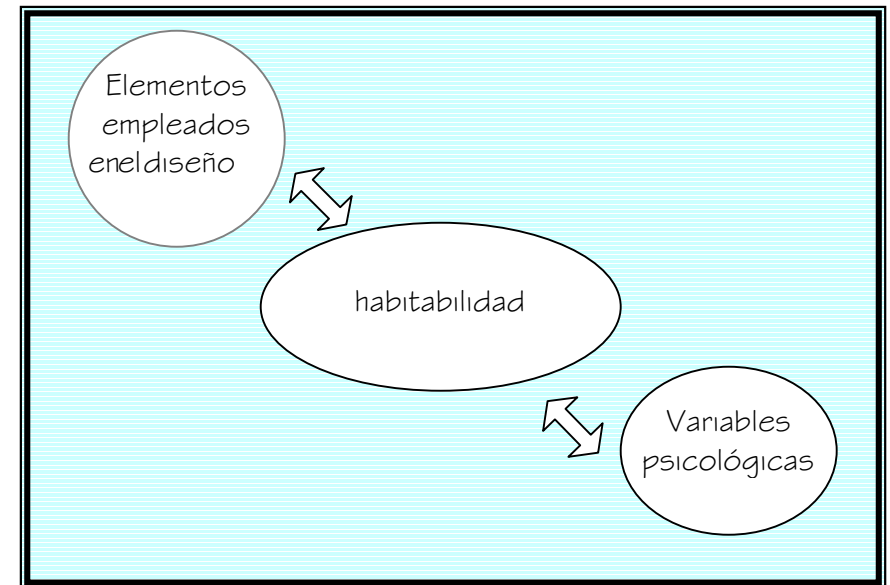 Elementos
empleados
eneldiseño
habitabilidad
Variables
psicológicas